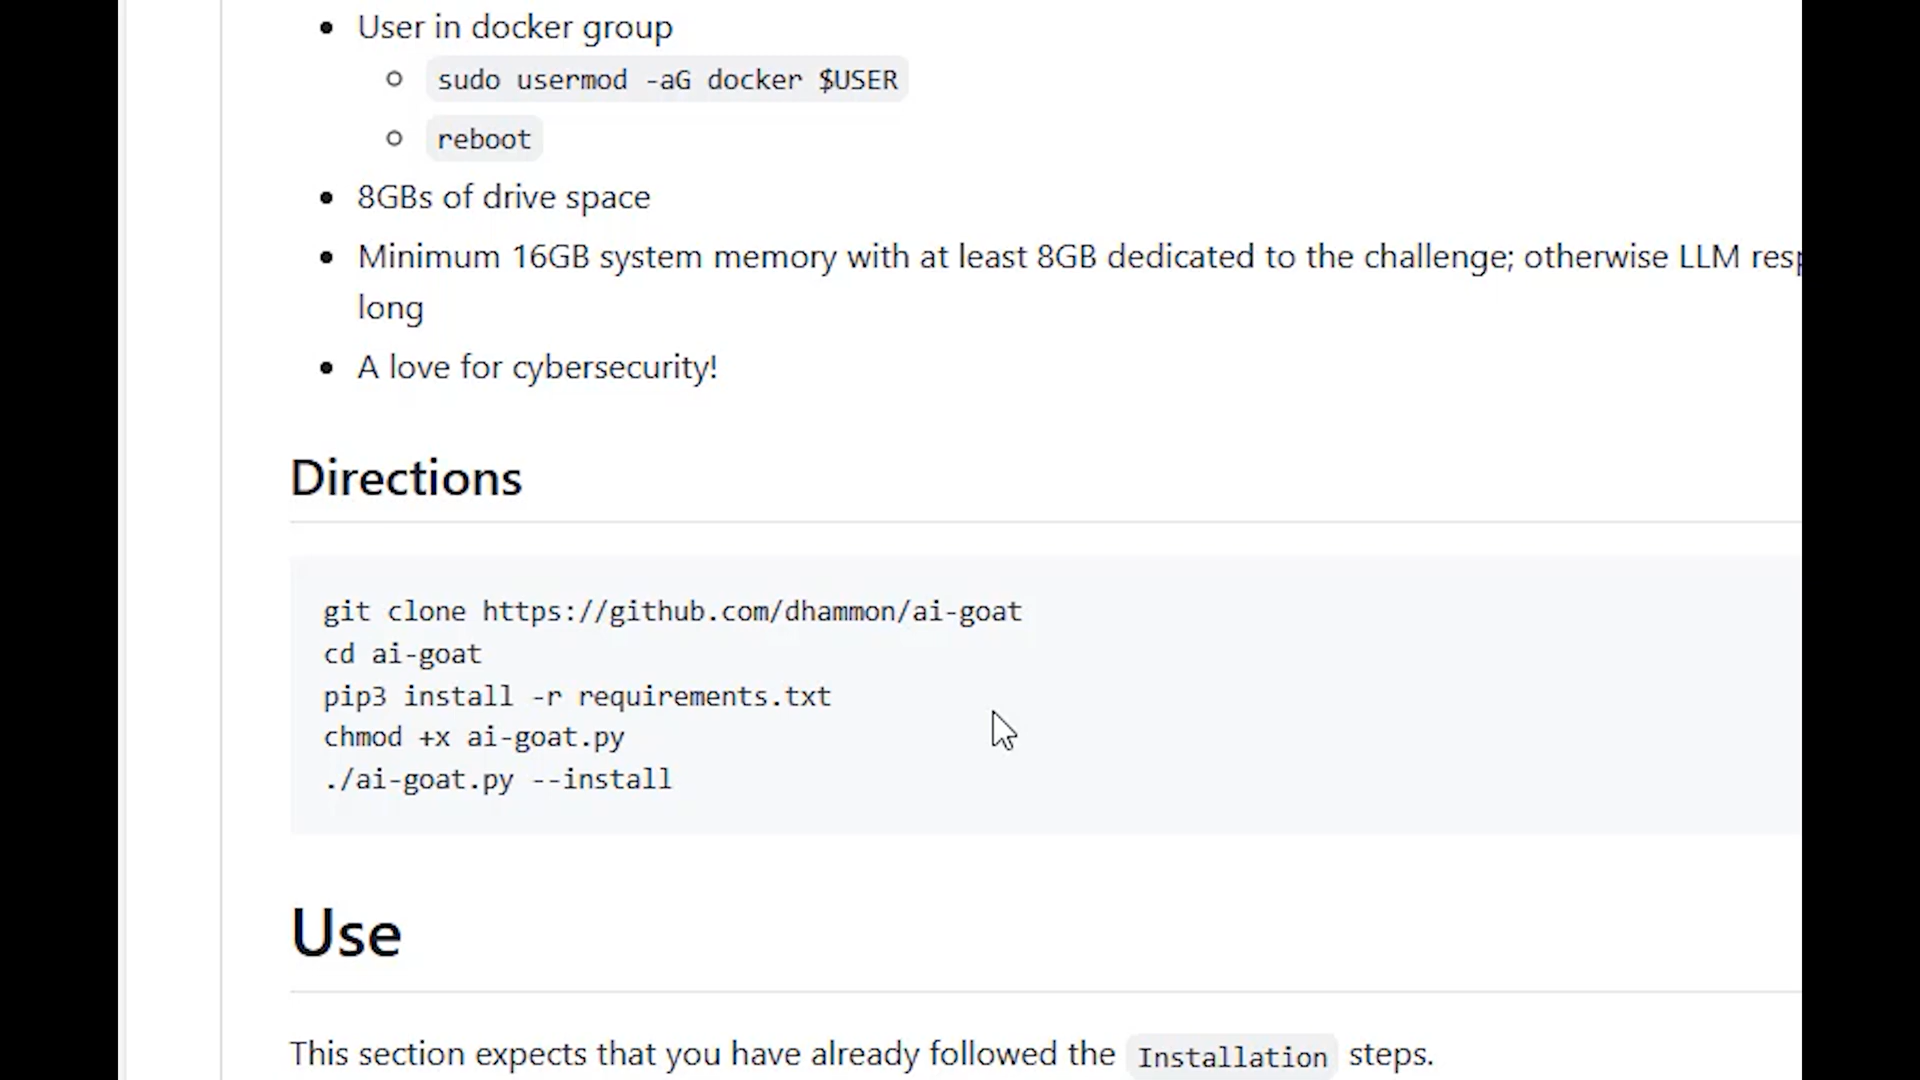 User in docker group
sudo usermod -aG docker $USER
reboot
8GBs of drive space
Minimum 16GB system memory with at least 8GB dedicated to the challenge; otherwise LLM
long
A love for cybersecurity!
Directions
git clone https://github.com/dhammon/ai-goat
cd ai-goat
pip3 install -r requirements.txt
chmod +x ai-goat.py
./ai-goat.py --install
Use
This section expects that you have already followed the Installation steps.